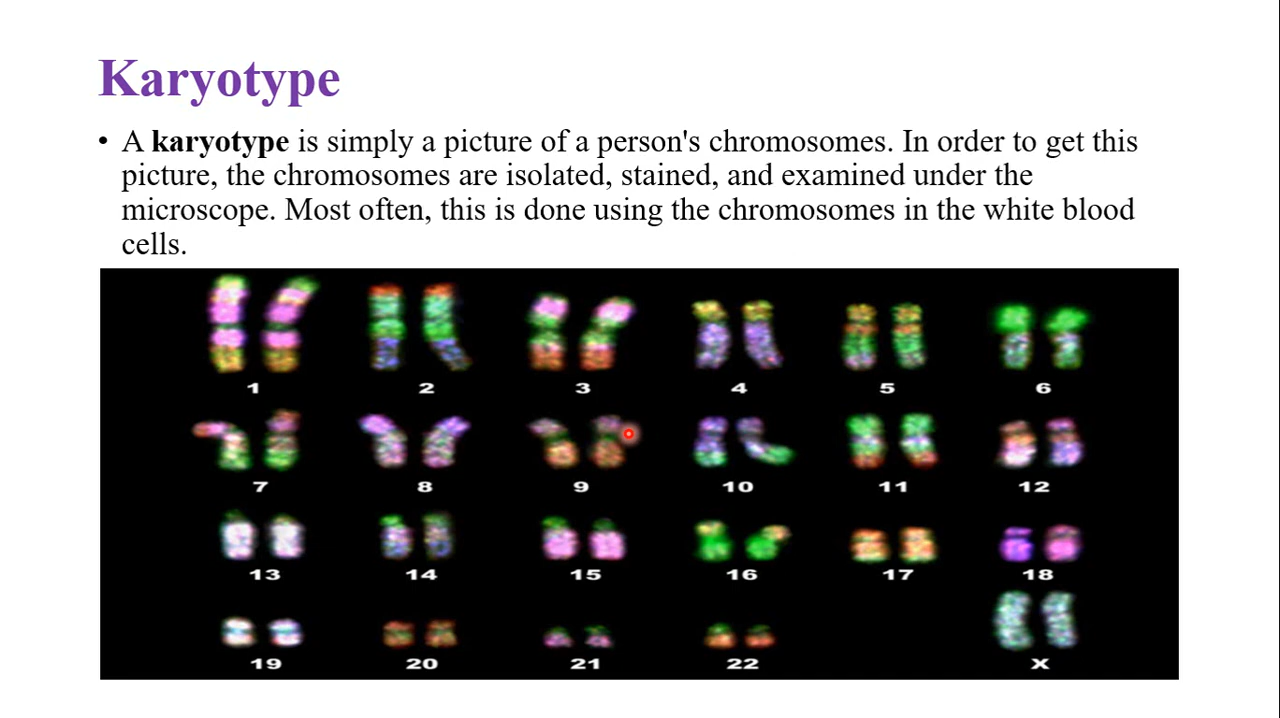 Karyotype
• A karyotype is simply a picture of a person's chromosomes. In order to get this
picture, the chromosomes are isolated, stained, and examined under the
microscope. Most often, this is done using the chromosomes in the white blood
cells.
1 2 3 4 5 6
7 8 9 10 11 12
13 14 15 16 17 18
19 20 21 22 X